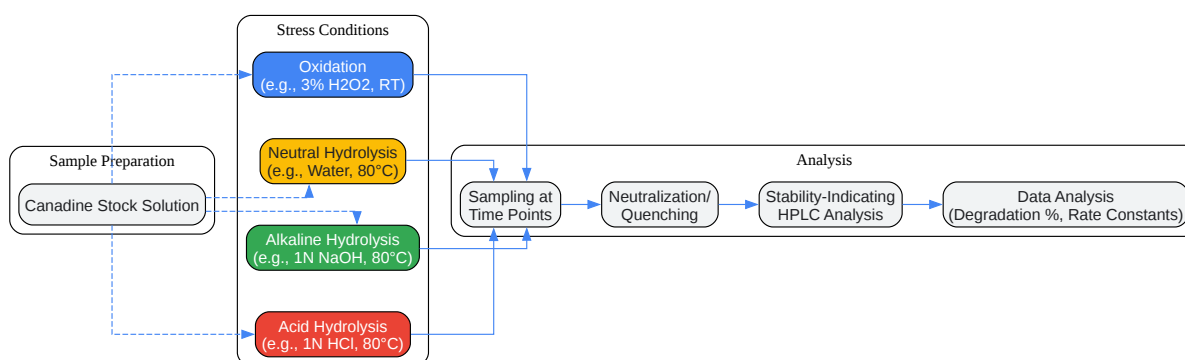 Stress Conditions
Oxidation
(e.g., 3% H2O2, RT)
Neutral Hydrolysis
(e.g., Water, 80°C)
Alkaline Hydrolysis
(e.g., 1N NaOH, 80°C)
Acid Hydrolysis
(e.g., 1N HCl, 80°C)
Sample Preparation
Canadine Stock Solution
Analysis
Sampling at
Time Points
Neutralization/
Quenching
Stability-Indicating
HPLC Analysis
Data Analysis
(Degradation %, Rate Constants)